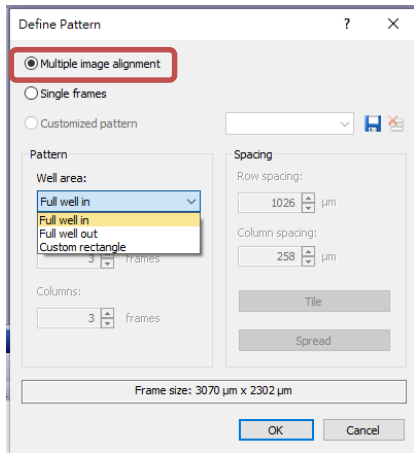 Define Pattern ? ×
Multiple image alignment
Single frames
Customized pattern
Pattern
Well area:
Full well in
Full well in
Full well out
Custom rectangle
3 frames
Columns:
3 frames
Spacing
Row spacing:
1026 µm
Column spacing:
258 µm
Tile
Spread
Frame size: 3070 µm x 2302 µm
OK Cancel